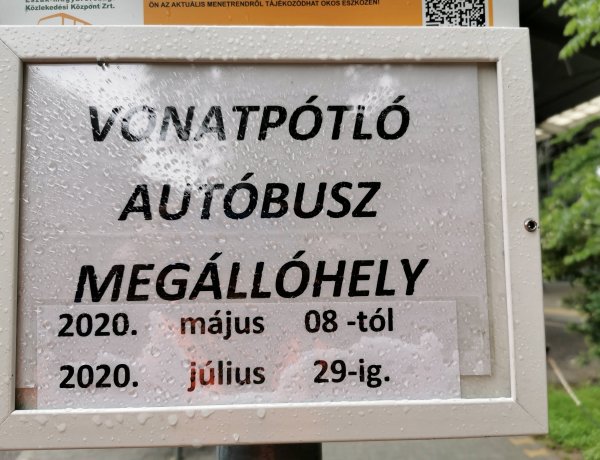 Közlekedési Központ Zrt.
ÖN AZ AKTUÁLIS MENETRENDRŐL TÁJÉKOZÓDHAT OKOS ESZKÖZEN!
VONATPÓTLÓ
AUTÓBUSZ
MEGÁLLÓHELY
2020. május 08 -tól
2020. július 29-ig.